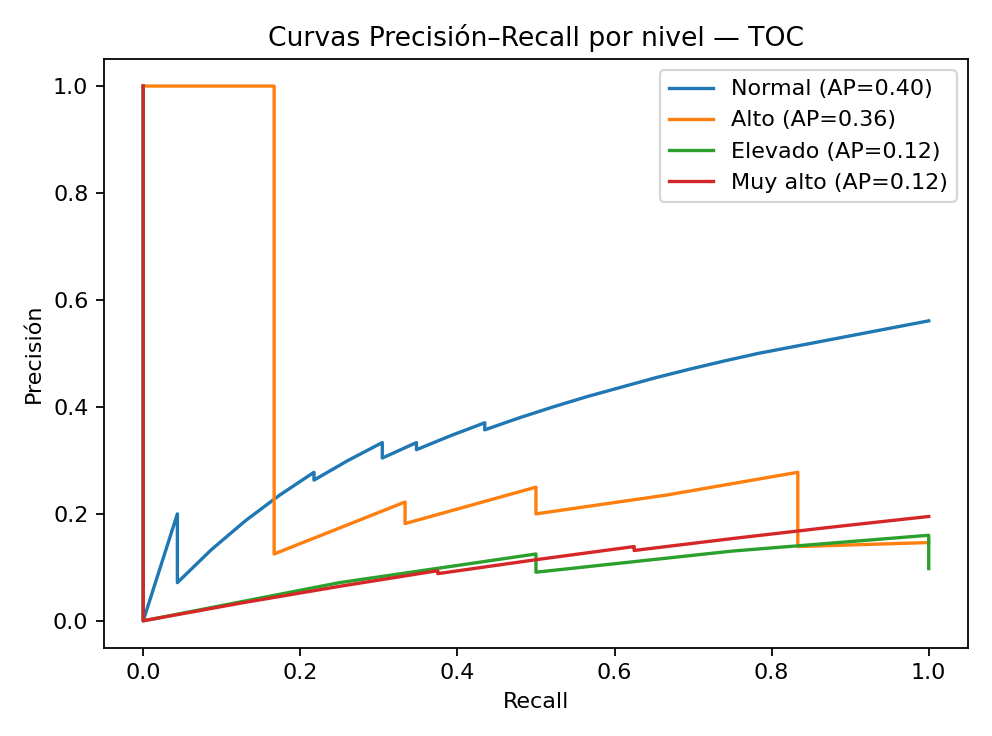 Curvas Precisión–Recall por nivel — TOC
Normal (AP=0.40)
Alto (AP=0.36)
Elevado (AP=0.12)
Muy alto (AP=0.12)
Precisión
1.0
0.8
0.6
0.4
0.2
0.0
0.0 0.2 0.4 0.6 0.8 1.0
Recall